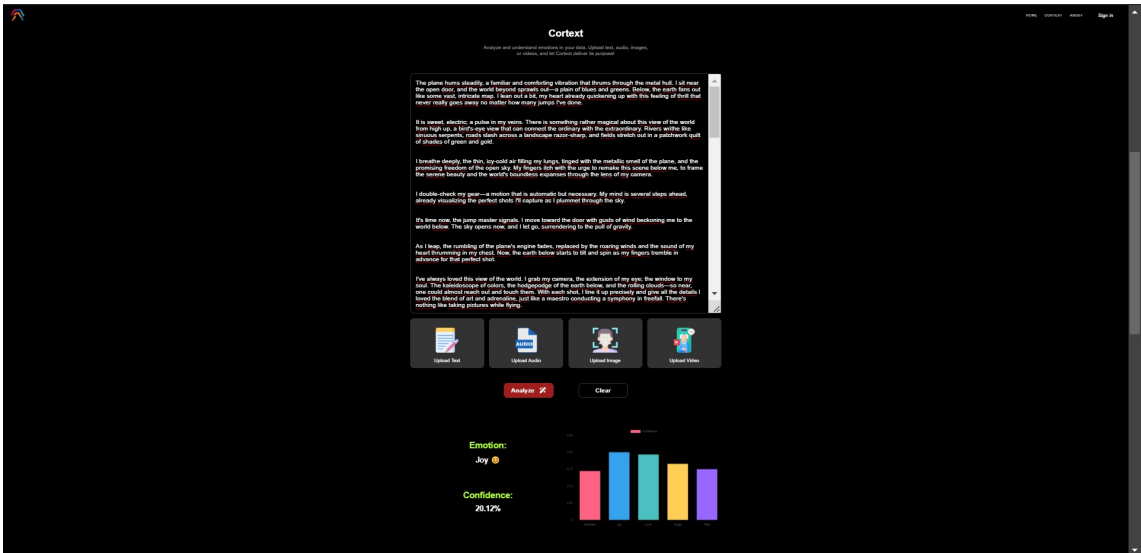 HOME CONTEXT ABOUT Sign in
Cortext
Analyze and understand emotions in your data. Upload text, audio, images,
or videos, and let Cortext deliver its purpose!
The plane hums steadily, a familiar and comforting vibration that thrums through the metal hull. I sit near
the open door, and the world beyond sprawls out—a plain of blues and greens. Below, the earth fans out
like some vast, intricate map. I lean out a bit, my heart already quickening up with this feeling of thrill that
never really goes away no matter how many jumps I've done.
It is sweet, electric; a pulse in my veins. There is something rather magical about this view of the world
from high up, a bird's-eye view that can connect the ordinary with the extraordinary. Rivers writhe like
sinuous serpents, roads slash across a landscape razor-sharp, and fields stretch out in a patchwork quilt
of shades of green and gold.
I breathe deeply, the thin, icy-cold air filling my lungs, tinged with the metallic smell of the plane, and the
promising freedom of the open sky. My fingers itch with the urge to remake this scene below me, to frame
the serene beauty and the world's boundless expanses through the lens of my camera.
I double-check my gear—a motion that is automatic but necessary. My mind is several steps ahead,
already visualizing the perfect shots I'll capture as I plummet through the sky.
It's time now, the jump master signals. I move toward the door with gusts of wind beckoning me to the
world below. The sky opens now, and I let go, surrendering to the pull of gravity.
As I leap, the rumbling of the plane's engine fades, replaced by the roaring winds and the sound of my
heart thrumming in my chest. Now, the earth below starts to tilt and spin as my fingers tremble in
advance for that perfect shot.
I've always loved this view of the world. I grab my camera, the extension of my eye; the window to my
soul. The kaleidoscope of colors, the hodgepodge of the earth below, and the rolling clouds—so near,
one could almost reach out and touch them. With each shot, I line it up precisely and give all the details I
loved the blend of art and adrenaline, just like a maestro conducting a symphony in freefall. There's
nothing like taking pictures while flying.
AUDIO
Upload Text Upload Audio Upload Image Upload Video
Analyze Clear
Emotion:
Joy 😀
Confidence:
20.12%
Confidence